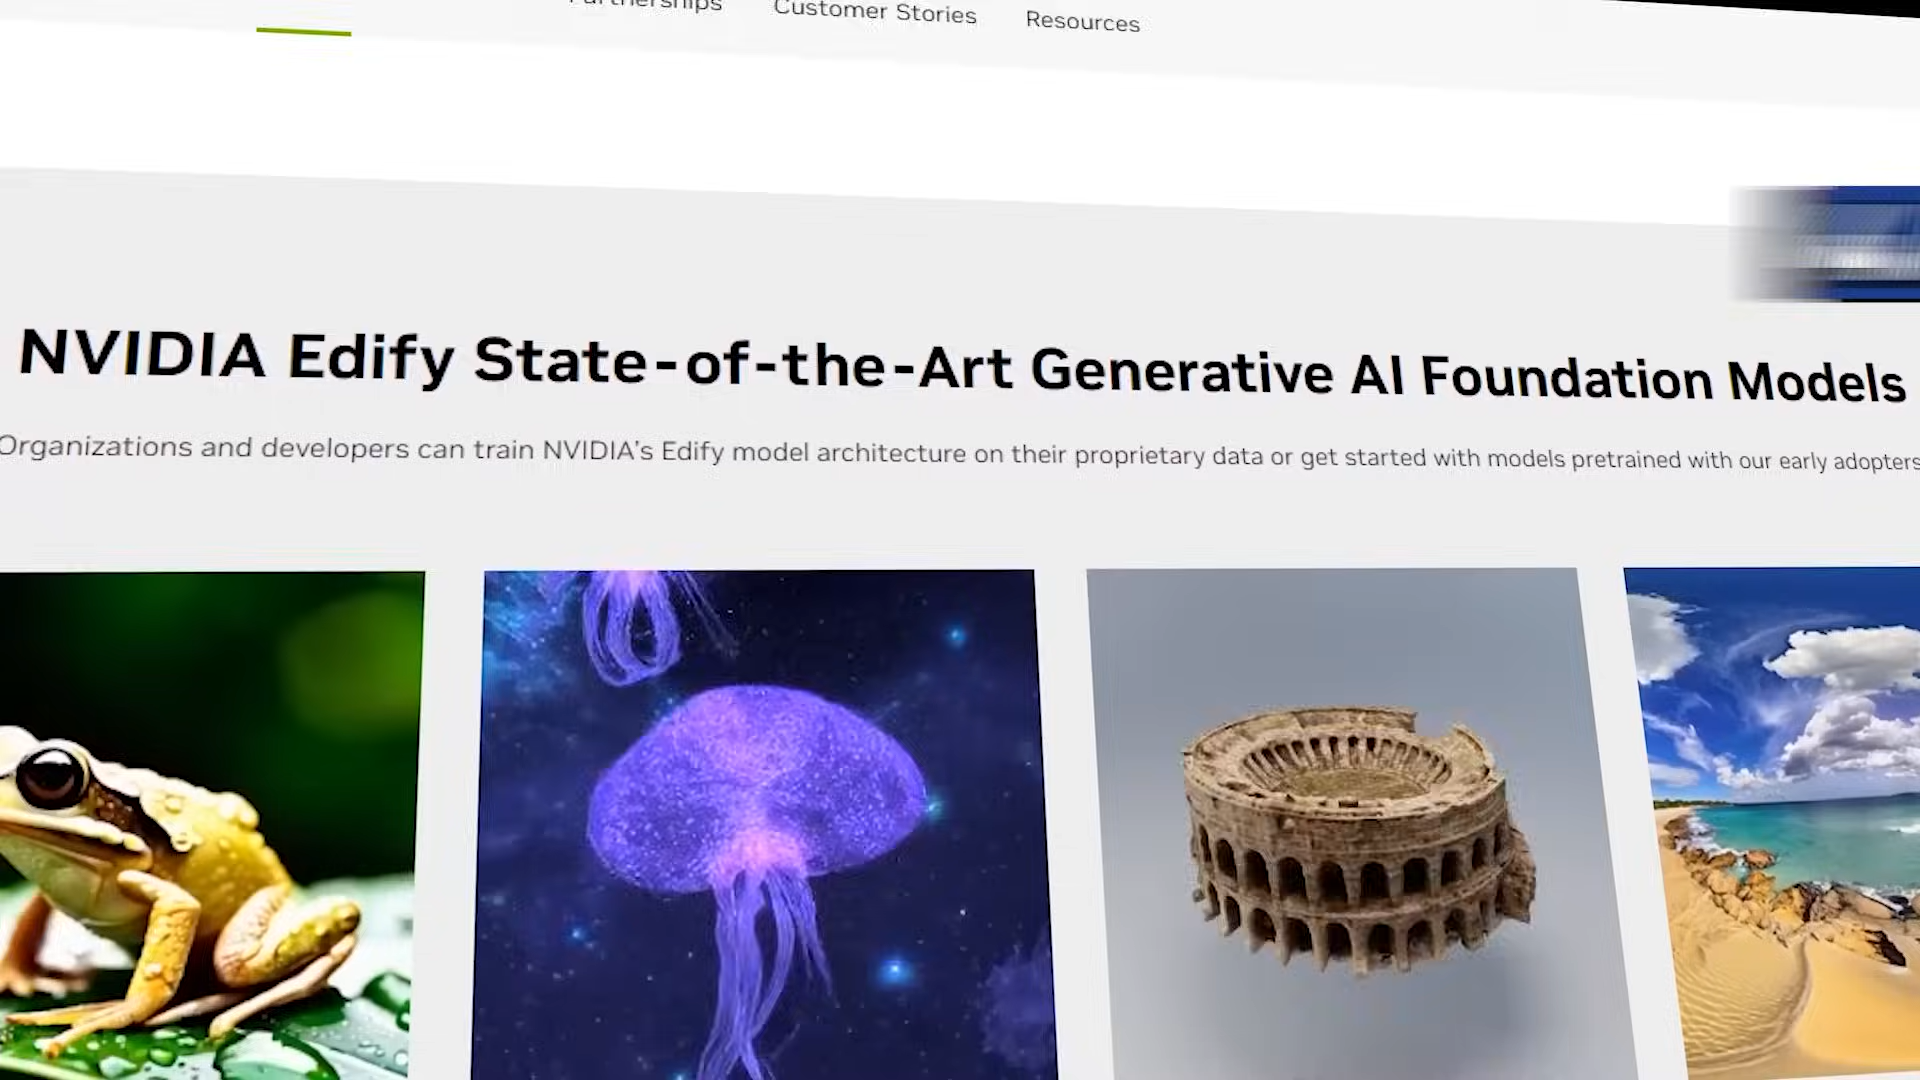 Partnerships Customer Stories Resources
NVIDIA Edify State-of-the-Art Generative AI Foundation Models
Organizations and developers can train NVIDIA's Edify model architecture on their proprietary data or get started with models pretrained with our early adopters